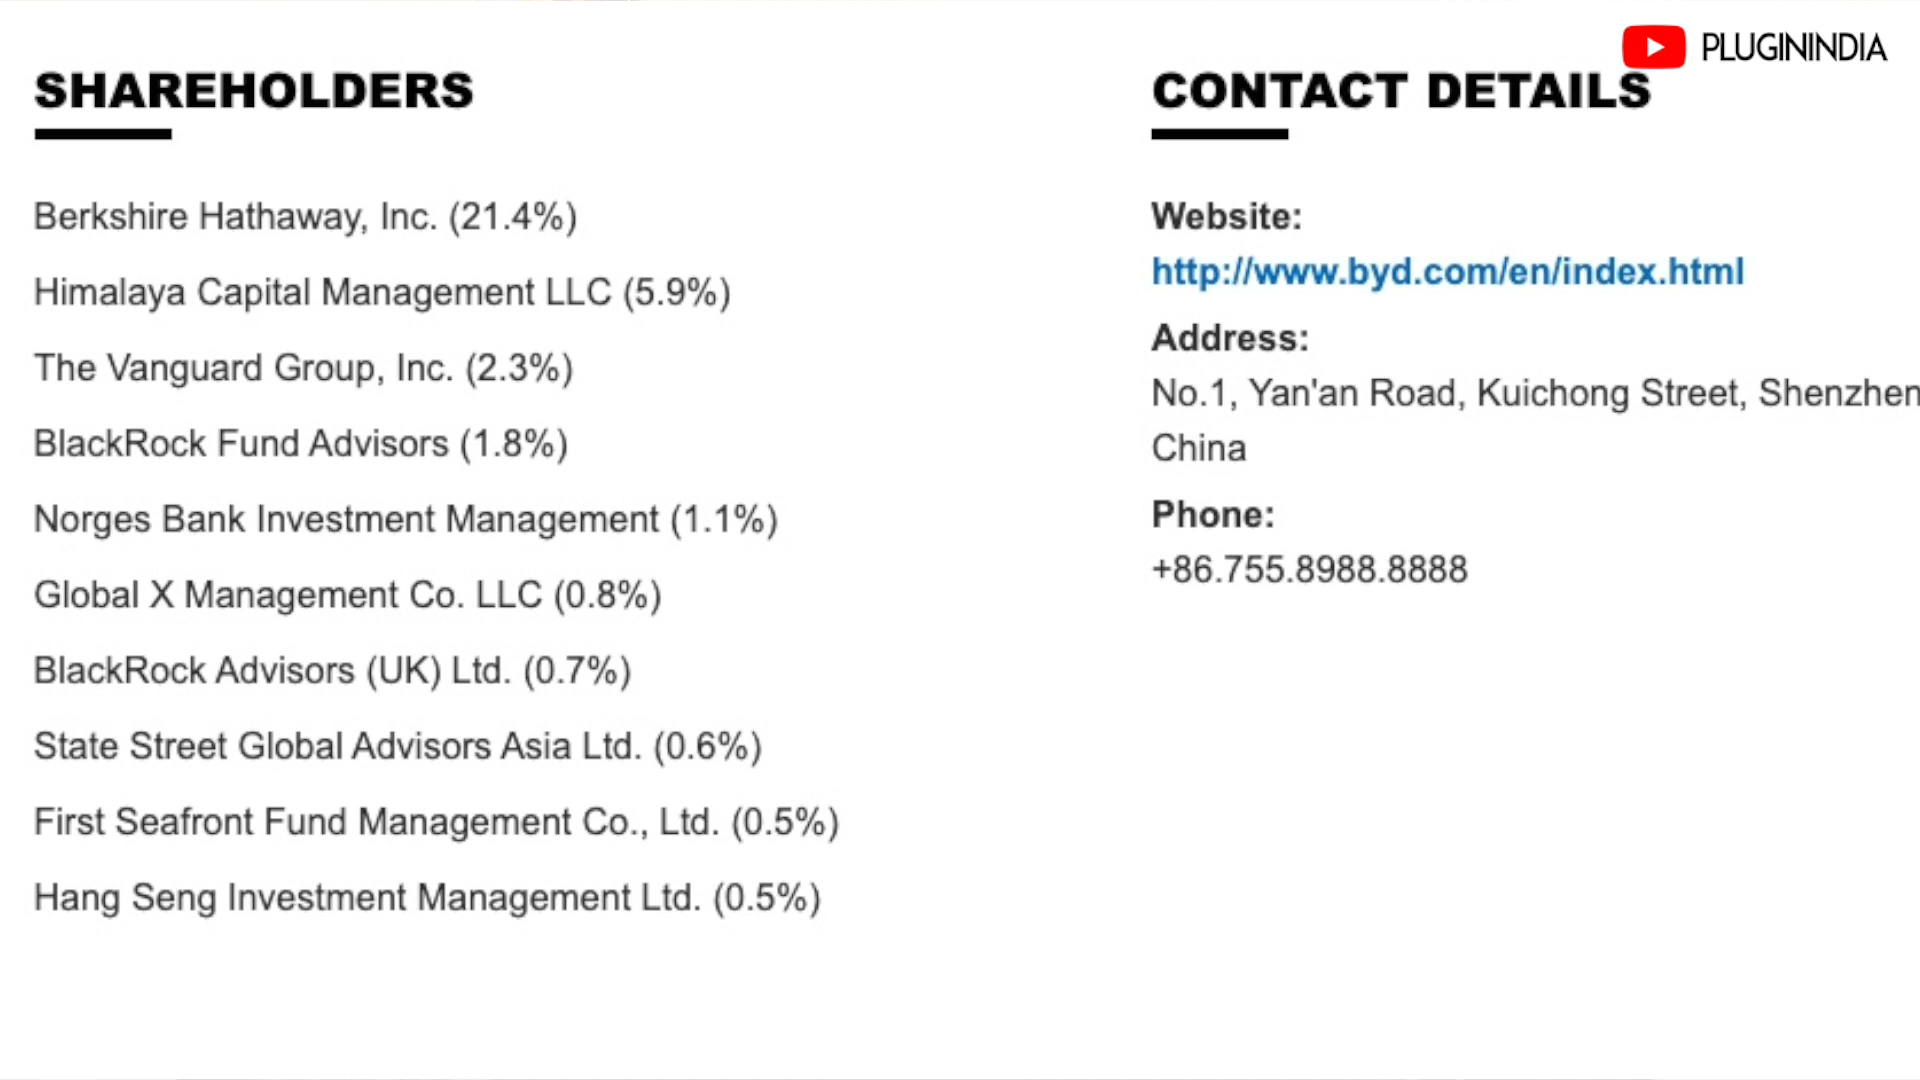 PLUGININDIA
SHAREHOLDERS
Berkshire Hathaway, Inc. (21.4%)
Himalaya Capital Management LLC (5.9%)
The Vanguard Group, Inc. (2.3%)
BlackRock Fund Advisors (1.8%)
Norges Bank Investment Management (1.1%)
Global X Management Co. LLC (0.8%)
BlackRock Advisors (UK) Ltd. (0.7%)
State Street Global Advisors Asia Ltd. (0.6%)
First Seafront Fund Management Co., Ltd. (0.5%)
Hang Seng Investment Management Ltd. (0.5%)
CONTACT DETAILS
Website:
http://www.byd.com/en/index.html
Address:
No.1, Yan'an Road, Kuichong Street, Shenzhen
China
Phone:
+86.755.8988.8888